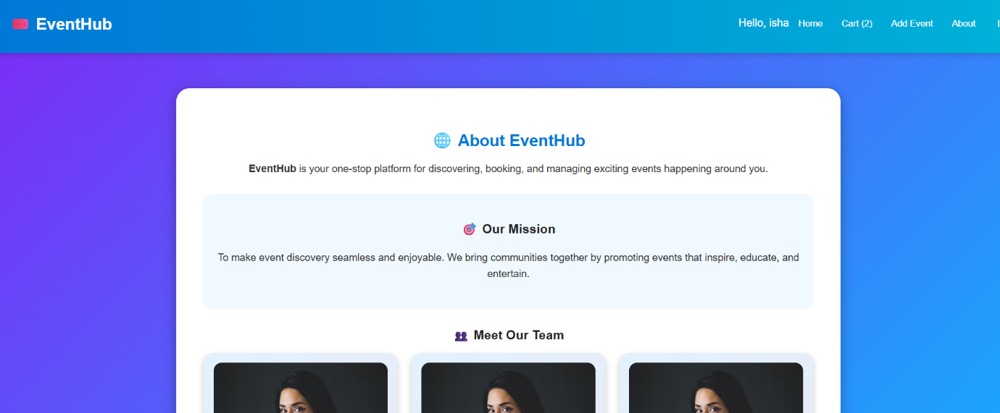 EventHub
Hello, isha Home Cart (2) Add Event About
About EventHub
EventHub is your one-stop platform for discovering, booking, and managing exciting events happening around you.
Our Mission
To make event discovery seamless and enjoyable. We bring communities together by promoting events that inspire, educate, and
entertain.
Meet Our Team